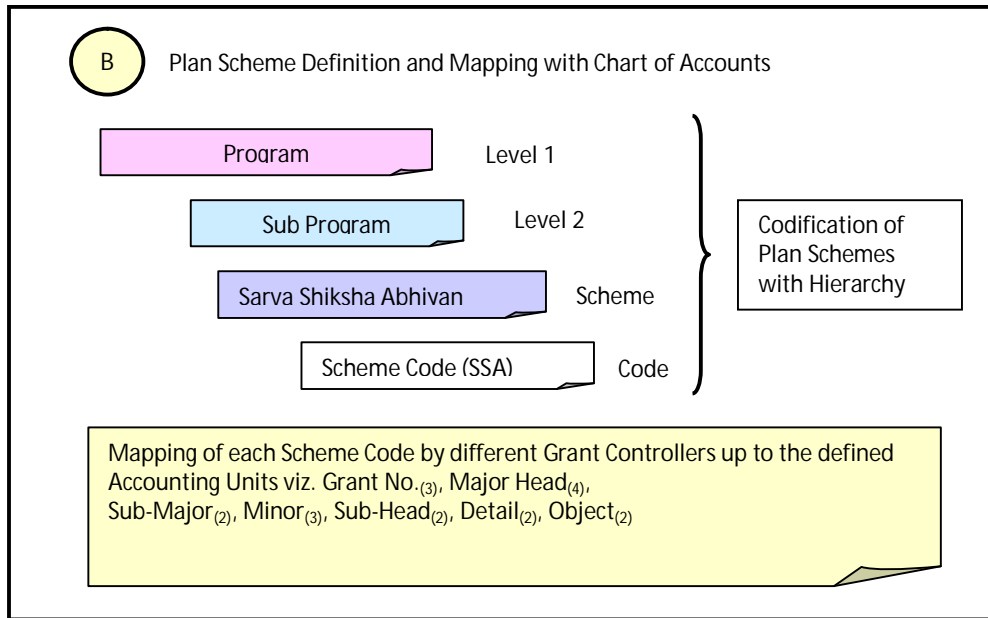 B
Plan Scheme Definition and Mapping with Chart of Accounts
Program
Level 1
Sub Program
Level 2
Sarva Shiksha Abhiyan
Scheme
Scheme Code (SSA)
Code
Codification of
Plan Schemes
with Hierarchy
Mapping of each Scheme Code by different Grant Controllers up to the defined
Accounting Units viz. Grant No.(3), Major Head(4),
Sub-Major(2), Minor(3), Sub-Head(2), Detail(2), Object(2)